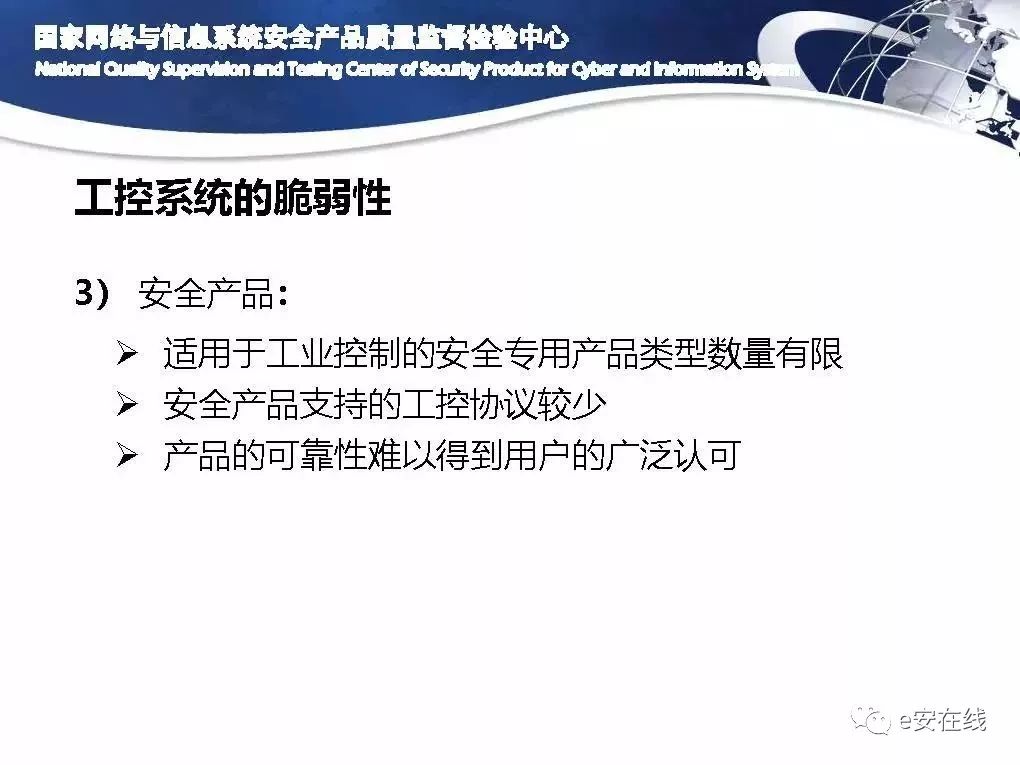 国家网络与信息系统安全产品质量监督检验中心
National Quality Supervision and Testing Center of Security Product for Cyber and Information System
工控系统的脆弱性
3） 安全产品：
➢ 适用于工业控制的安全专用产品类型数量有限
➢ 安全产品支持的工控协议较少
➢ 产品的可靠性难以得到用户的广泛认可
e安在线